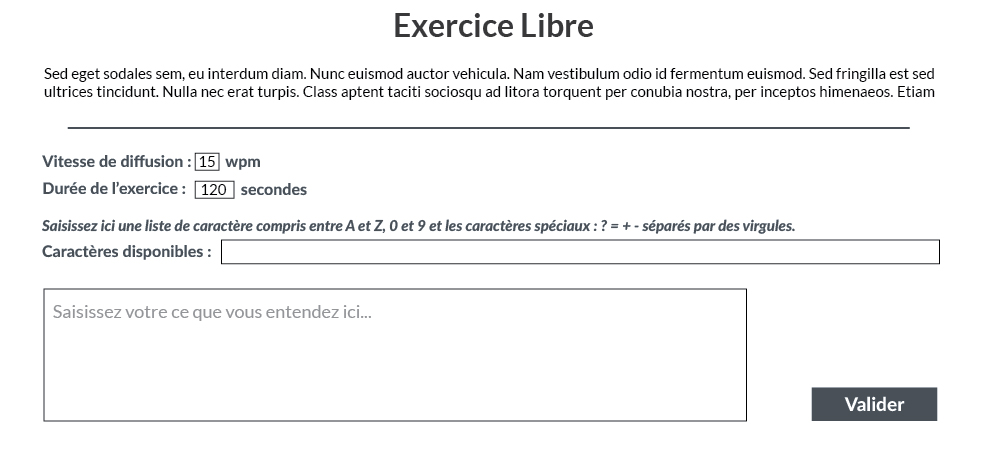 Exercice Libre
Sed eget sodales sem, eu interdum diam. Nunc euismod auctor vehicula. Nam vestibulum odio id fermentum euismod. Sed fringilla est sed
ultrices tincidunt. Nulla nec erat turpis. Class aptent taciti sociosqu ad litora torquent per conubia nostra, per inceptos himenaeos. Etiam
Vitesse de diffusion : 15 wpm
Durée de l'exercice : 120 secondes
Saisissez ici une liste de caractère compris entre A et Z, 0 et 9 et les caractères spéciaux : ? = + - séparés par des virgules.
Caractères disponibles :
Saisissez votre ce que vous entendez ici...
Valider